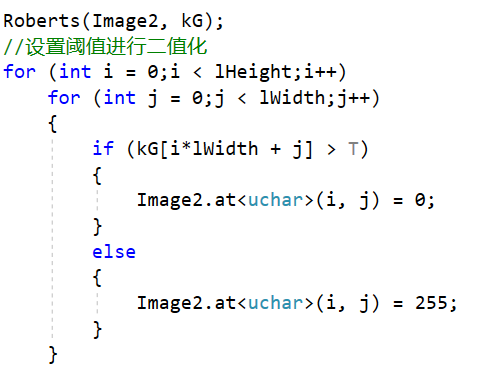 Roberts(Image2, kG);
//设置阈值进行二值化
for (int i = 0;i < lHeight;i++)
    for (int j = 0;j < lWidth;j++)
    {
        if (kG[i*lWidth + j] > T)
        {
            Image2.at<uchar>(i, j) = 0;
        }
        else
        {
            Image2.at<uchar>(i, j) = 255;
        }
    }